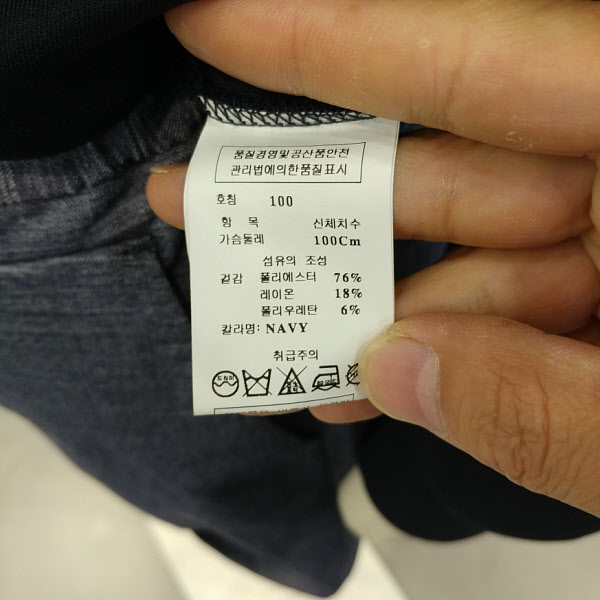 품질경영및공산품안전
관리법에의한품질표시
호칭 100
항 목 신체치수
가슴둘레 100Cm
섬유의 조성
겉감 폴리에스터 76%
레이온 18%
폴리우레탄 6%
칼라명: NAVY
취급주의